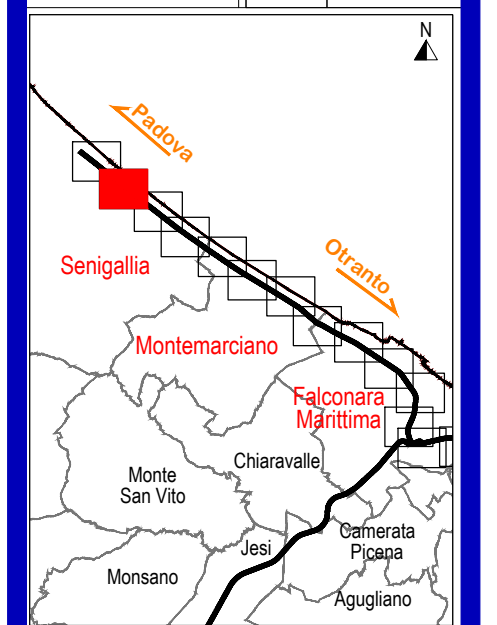 N
Padova
Otranto
Senigallia
Montemarciano
Falconara
Marittima
Chiaravalle
Monte
San Vito
Camerata
Picena
Jesi
Monsano
Agugliano